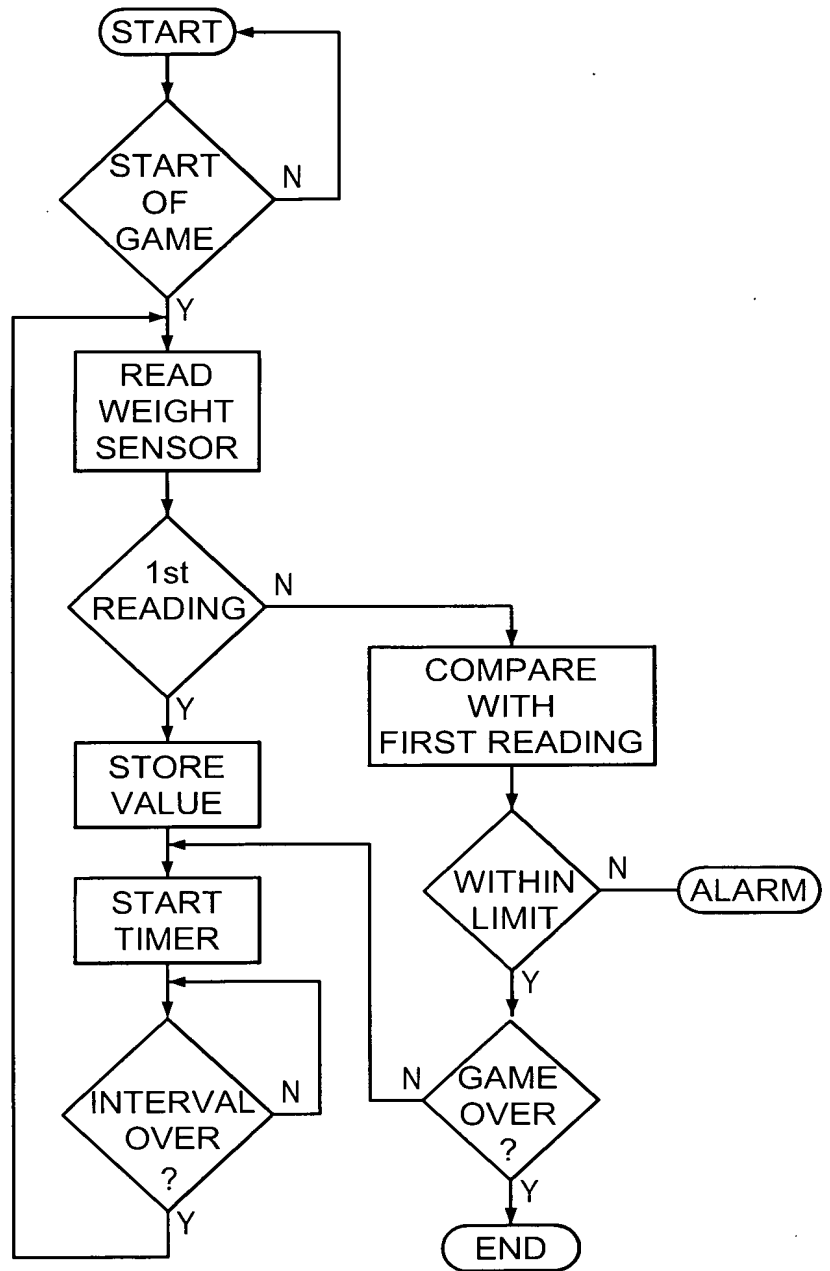 START
START
OF
GAME
N
Y
READ
WEIGHT
SENSOR
1st
READING
N
Y
COMPARE
WITH
FIRST READING
STORE
VALUE
START
TIMER
WITHIN
LIMIT
N
ALARM
Y
INTERVAL
OVER
?
N
Y
GAME
OVER
?
N
Y
END